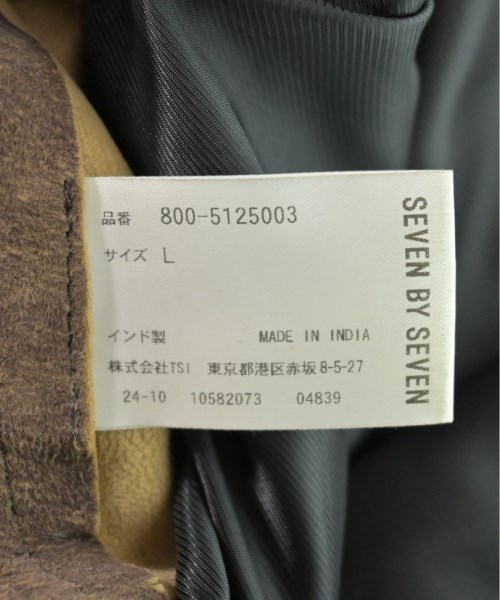 品番 800-5125003
サイズ L
インド製 MADE IN INDIA
株式会社TSI 東京都港区赤坂8-5-27
24-10 10582073 04839
SEVEN BY SEVEN